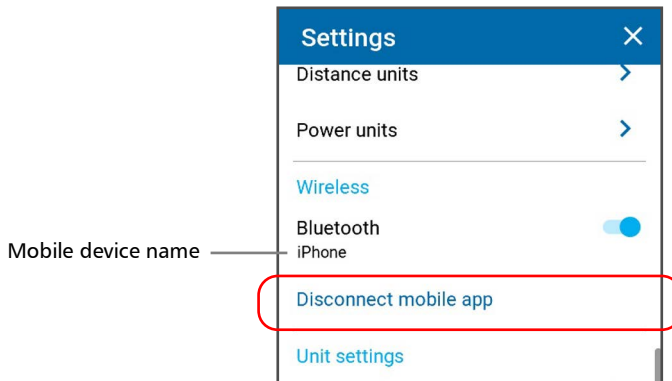 Settings
Distance units
Power units
Wireless
Bluetooth
Mobile device name
iPhone
Disconnect mobile app
Unit settings